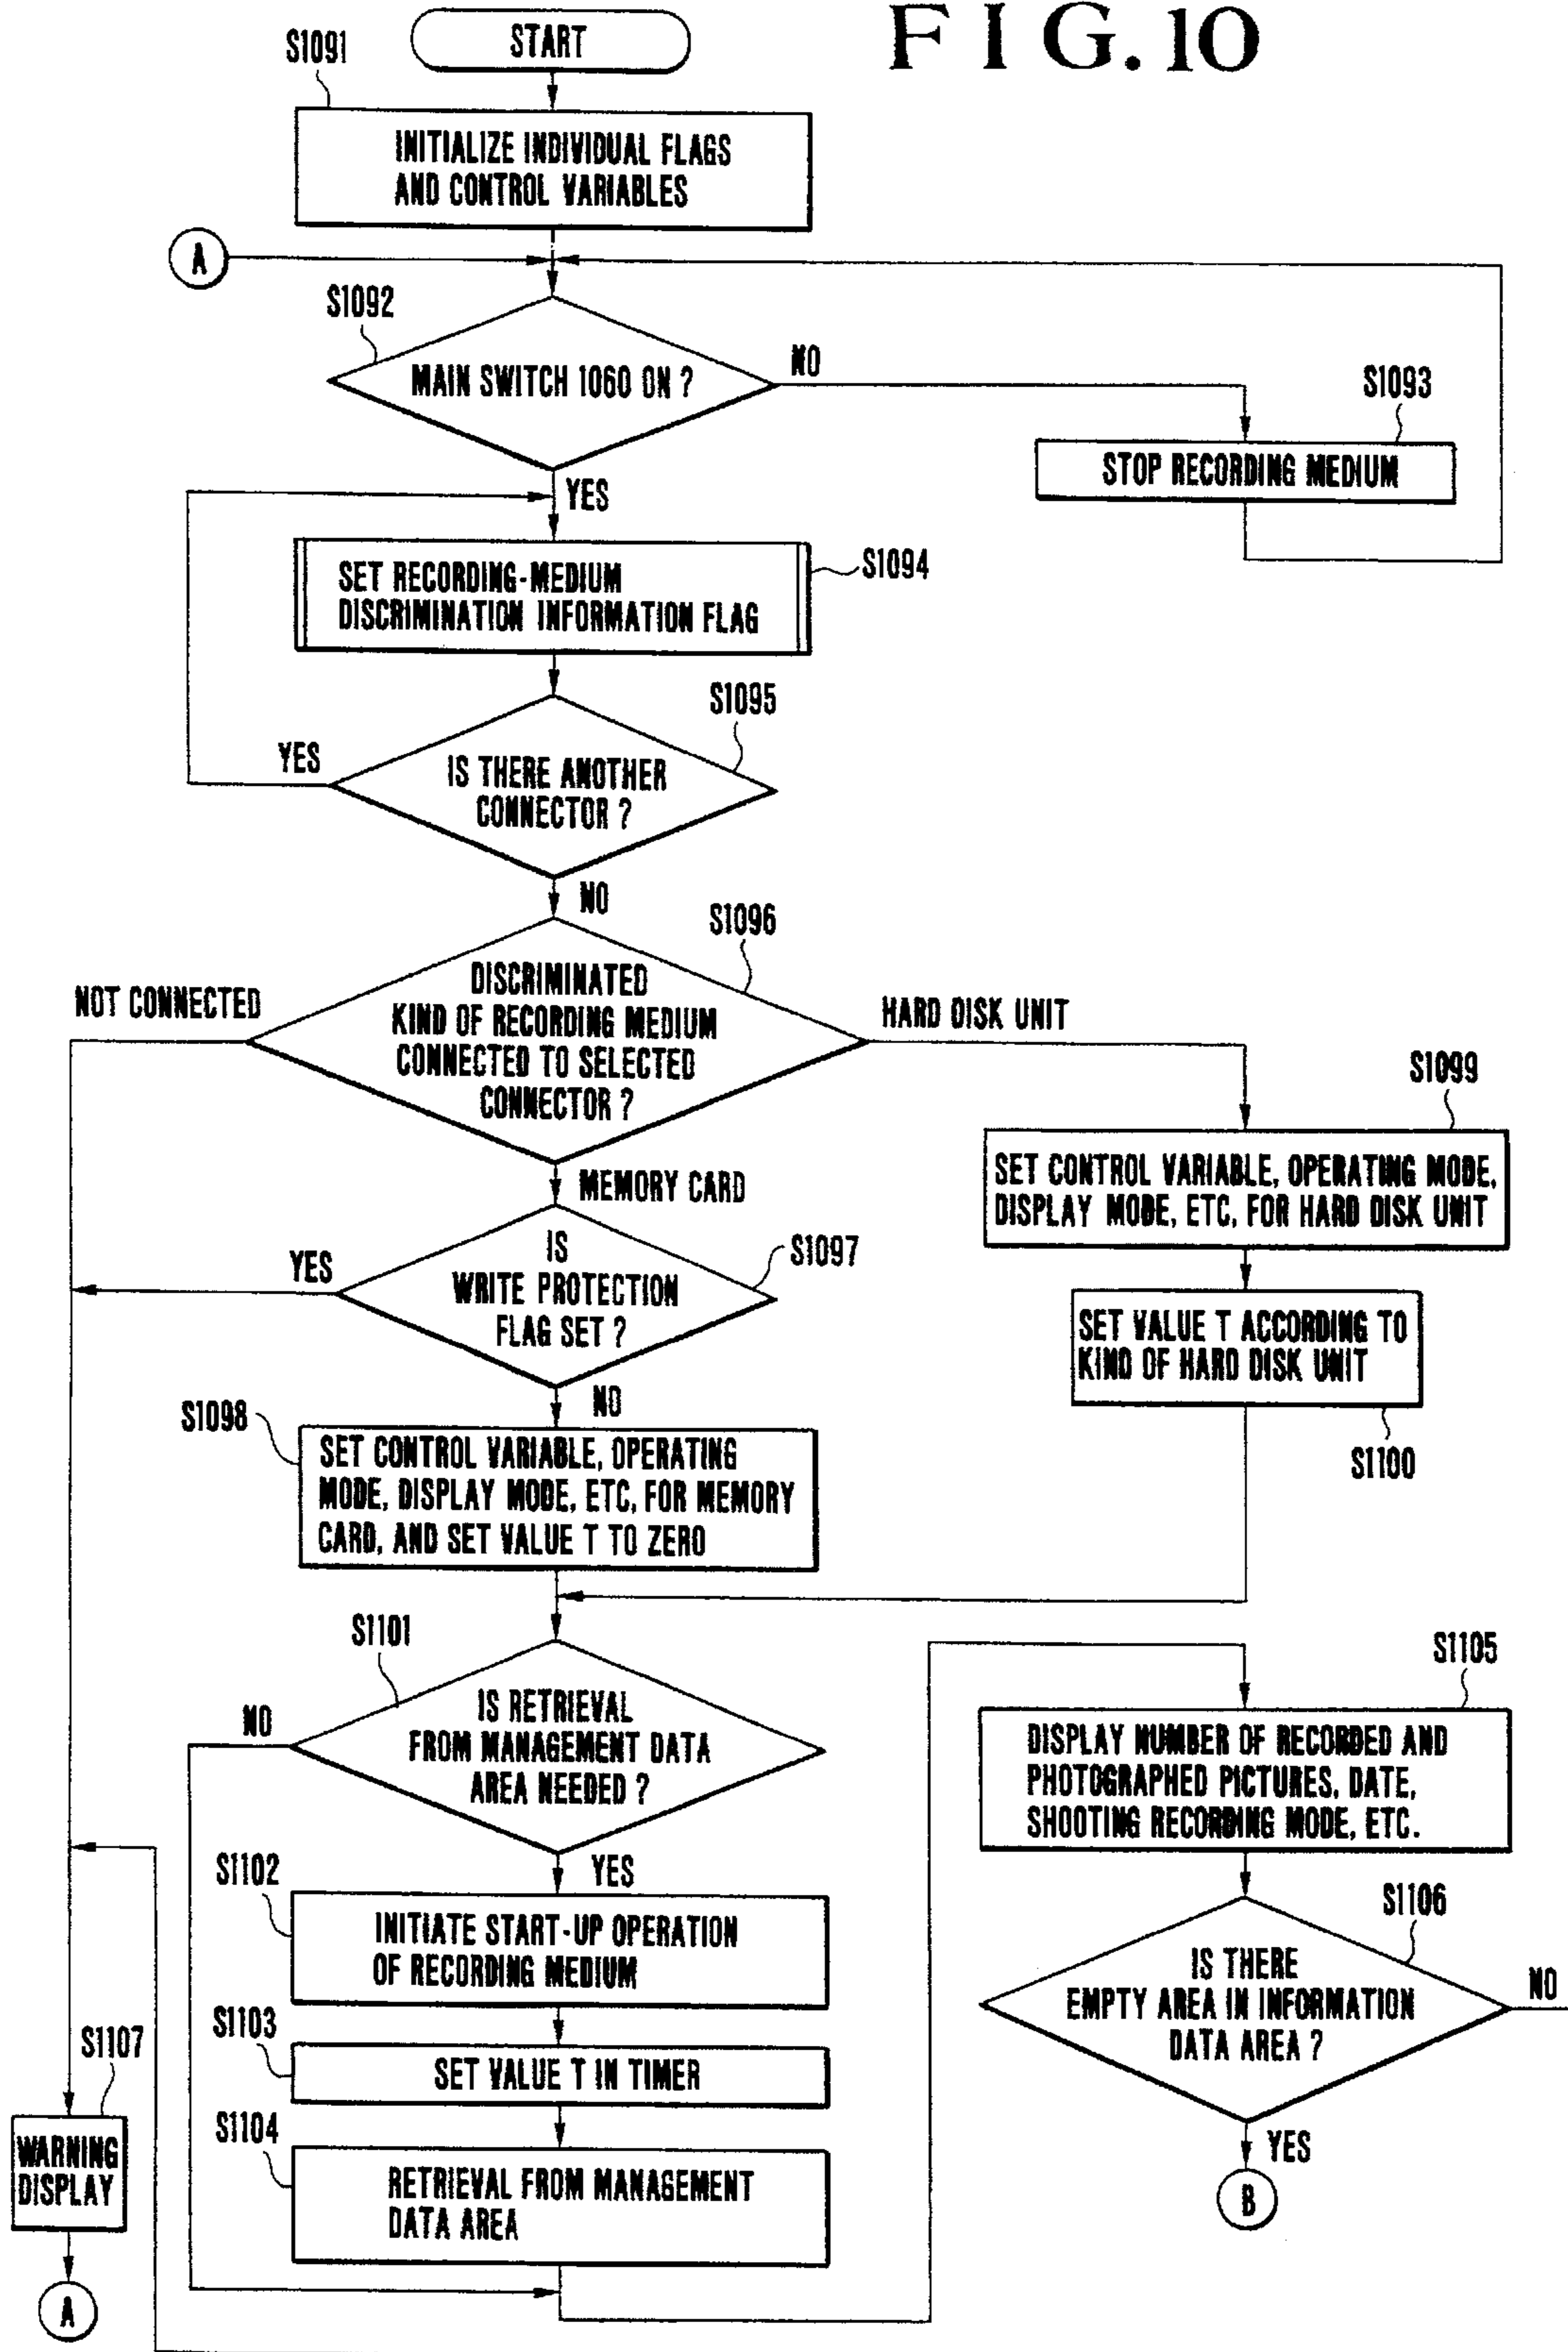 FIG. 10
START
S1091
INITIALIZE INDIVIDUAL FLAGS
AND CONTROL VARIABLES
A
S1092
MAIN SWITCH 1060 ON ?
NO
S1093
STOP RECORDING MEDIUM
YES
SET RECORDING-MEDIUM
DISCRIMINATION INFORMATION FLAG
S1094
S1095
YES
IS THERE ANOTHER
CONNECTOR ?
NO
S1096
NOT CONNECTED
DISCRIMINATED
KIND OF RECORDING MEDIUM
CONNECTED TO SELECTED
CONNECTOR ?
HARD DISK UNIT
S1099
SET CONTROL VARIABLE, OPERATING MODE,
DISPLAY MODE, ETC, FOR HARD DISK UNIT
MEMORY CARD
S1097
YES
IS
WRITE PROTECTION
FLAG SET ?
SET VALUE T ACCORDING TO
KIND OF HARD DISK UNIT
S1100
NO
S1098
SET CONTROL VARIABLE, OPERATING
MODE, DISPLAY MODE, ETC, FOR MEMORY
CARD, AND SET VALUE T TO ZERO
S1101
NO
IS RETRIEVAL
FROM MANAGEMENT DATA
AREA NEEDED ?
S1105
DISPLAY NUMBER OF RECORDED AND
PHOTOGRAPHED PICTURES, DATE,
SHOOTING RECORDING MODE, ETC.
YES
S1102
INITIATE START-UP OPERATION
OF RECORDING MEDIUM
S1106
IS THERE
EMPTY AREA IN INFORMATION
DATA AREA ?
NO
S1103
SET VALUE T IN TIMER
S1107
WARNING
DISPLAY
S1104
RETRIEVAL FROM MANAGEMENT
DATA AREA
YES
B
A